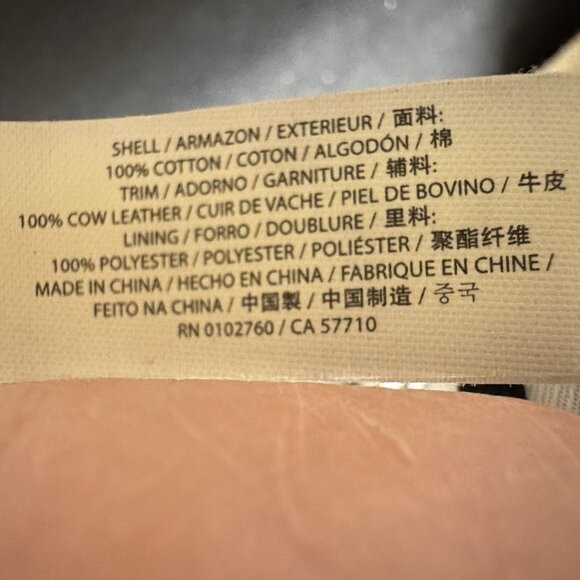 SHELL / ARMAZON / EXTERIEUR / 面料:
100% COTTON / COTON / ALGODÓN / 棉
TRIM / ADORNO / GARNITURE / 辅料:
100% COW LEATHER / CUIR DE VACHE / PIEL DE BOVINO / 牛皮
LINING / FORRO / DOUBLURE / 里料:
100% POLYESTER / POLYESTER / POLIÉSTER / 聚酯纤维
MADE IN CHINA / HECHO EN CHINA / FABRIQUE EN CHINE /
FEITO NA CHINA / 中国製 / 中国制造 / 중국
RN 0102760 / CA 57710